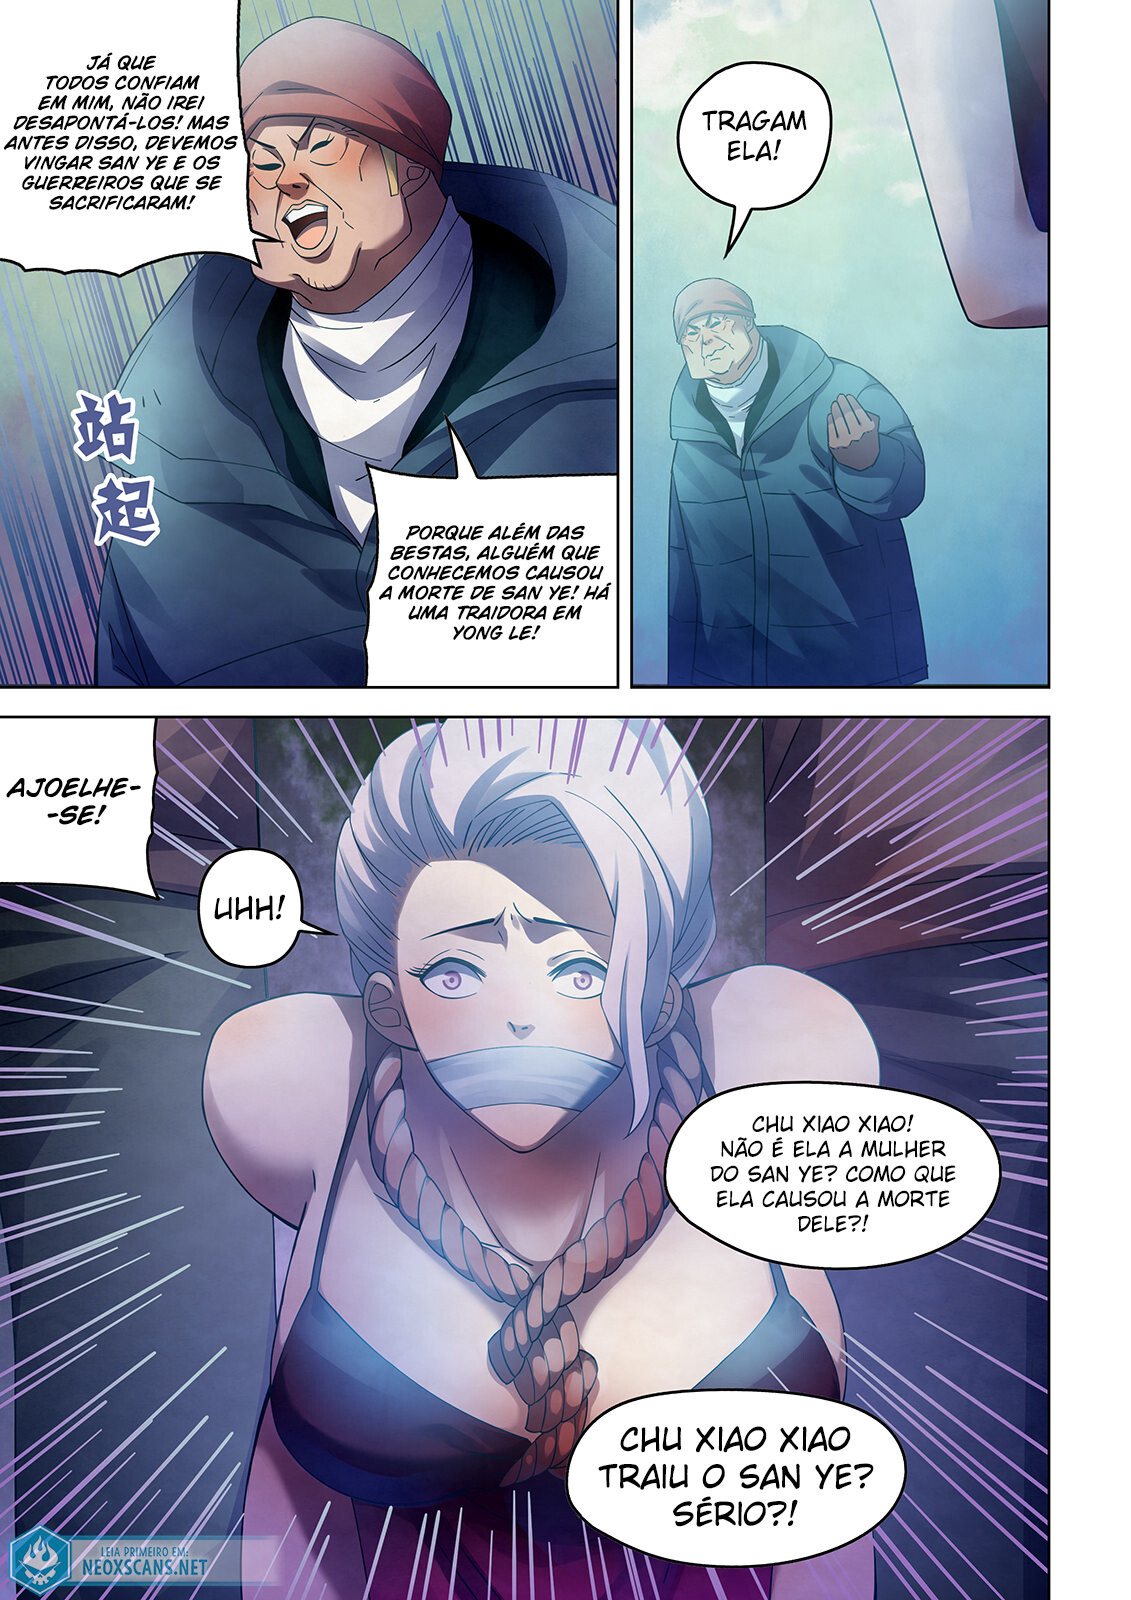 JÁ QUE
TODOS CONFIAM
EM MIM, NÃO IREI
DESAPONTÁ-LOS! MAS
ANTES DISSO, DEVEMOS
VINGAR SAN YE E OS
GUERREIROS QUE SE
SACRIFICARAM!
站
起
PORQUE ALÉM DAS
BESTAS, ALGUÉM QUE
CONHECEMOS CAUSOU
A MORTE DE SAN YE! HÁ
UMA TRAIDORA EM
YONG LE!
TRAGAM
ELA!
AJOELHE-
-SE!
UHH!
CHU XIAO XIAO!
NÃO É ELA A MULHER
DO SAN YE? COMO QUE
ELA CAUSOU A MORTE
DELE?!
CHU XIAO XIAO
TRAIU O SAN YE?
SÉRIO?!
LEIA PRIMEIRO EM:
NEOXSCANS.NET